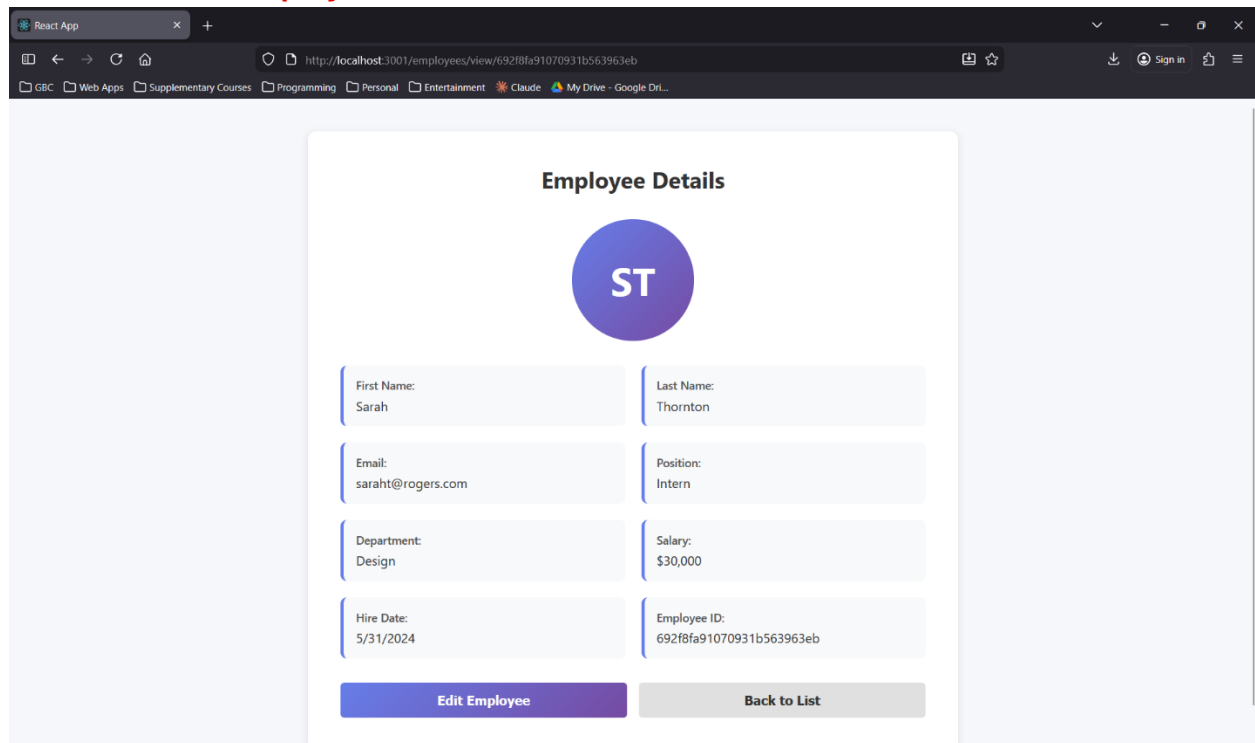 React App
http://localhost:3001/employees/view/692f8fa91070931b563963eb
Sign in
GBC Web Apps Supplementary Courses Programming Personal Entertainment Claude My Drive - Google Dri...
Employee Details
ST
First Name: Last Name:
Sarah Thornton
Email: Position:
saraht@rogers.com Intern
Department: Salary:
Design $30,000
Hire Date: Employee ID:
5/31/2024 692f8fa91070931b563963eb
Edit Employee Back to List